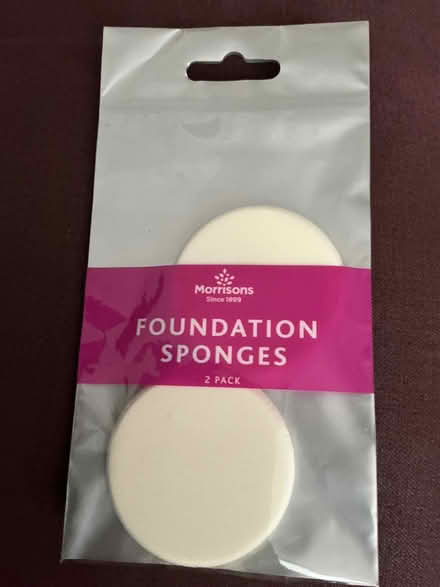 Morrisons
Since 1899
FOUNDATION
SPONGES
2 PACK